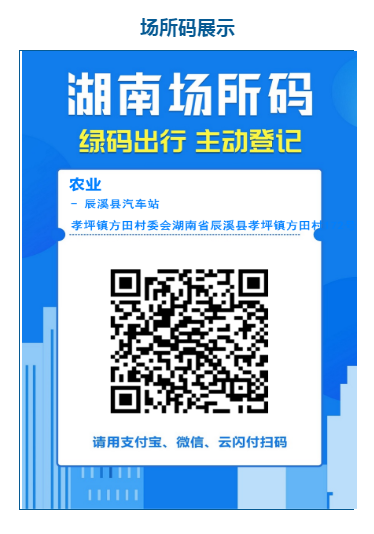 场所码展示
湖南场所码
绿码出行 主动登记
农业
- 辰溪县汽车站
孝坪镇方田村委会湖南省辰溪县孝坪镇方田村
请用支付宝、微信、云闪付扫码